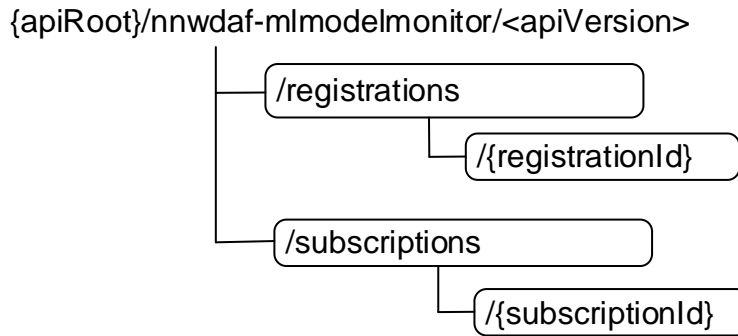 {apiRoot}/nnwdaf-mlmodelmonitor/<apiVersion>
/registrations
/{registrationId}
/subscriptions
/{subscriptionId}